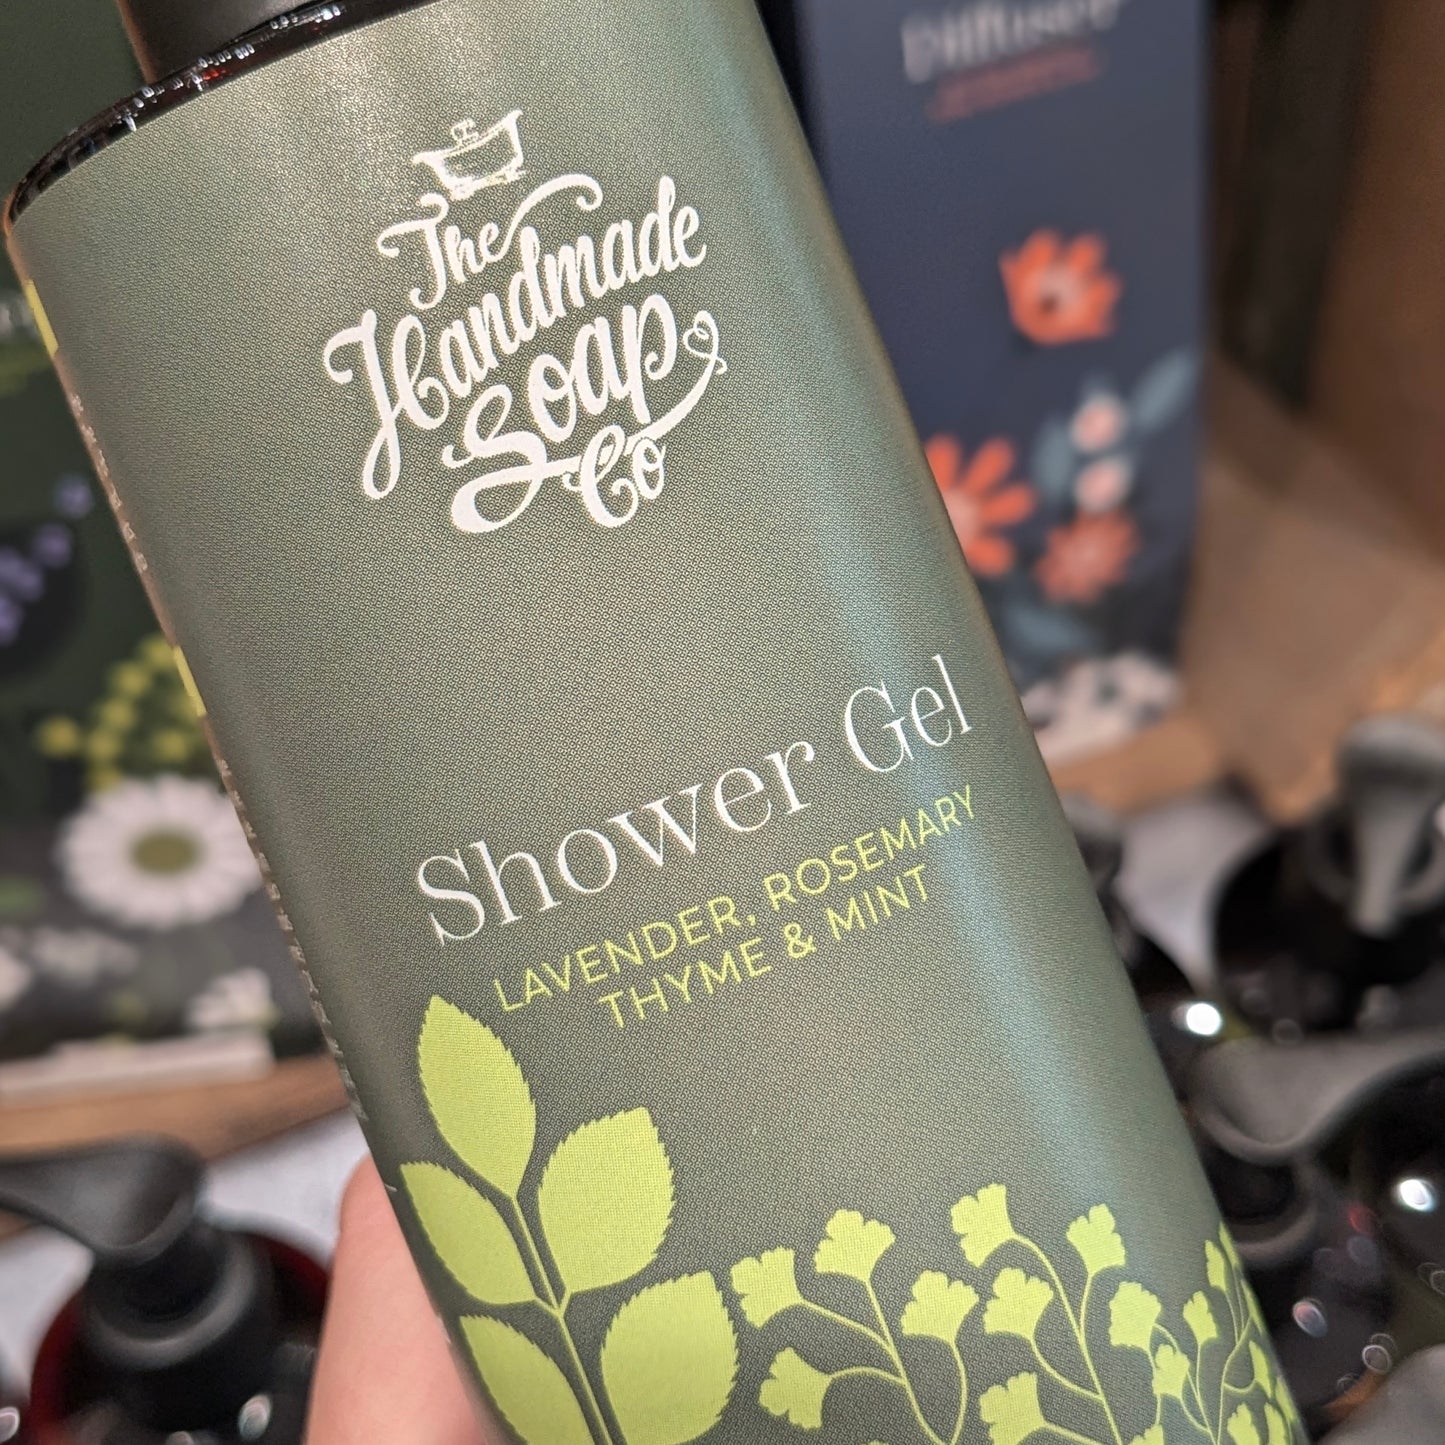 The
Handmade
Soap
Co
Shower Gel
LAVENDER, ROSEMARY
THYME & MINT
Diffuser